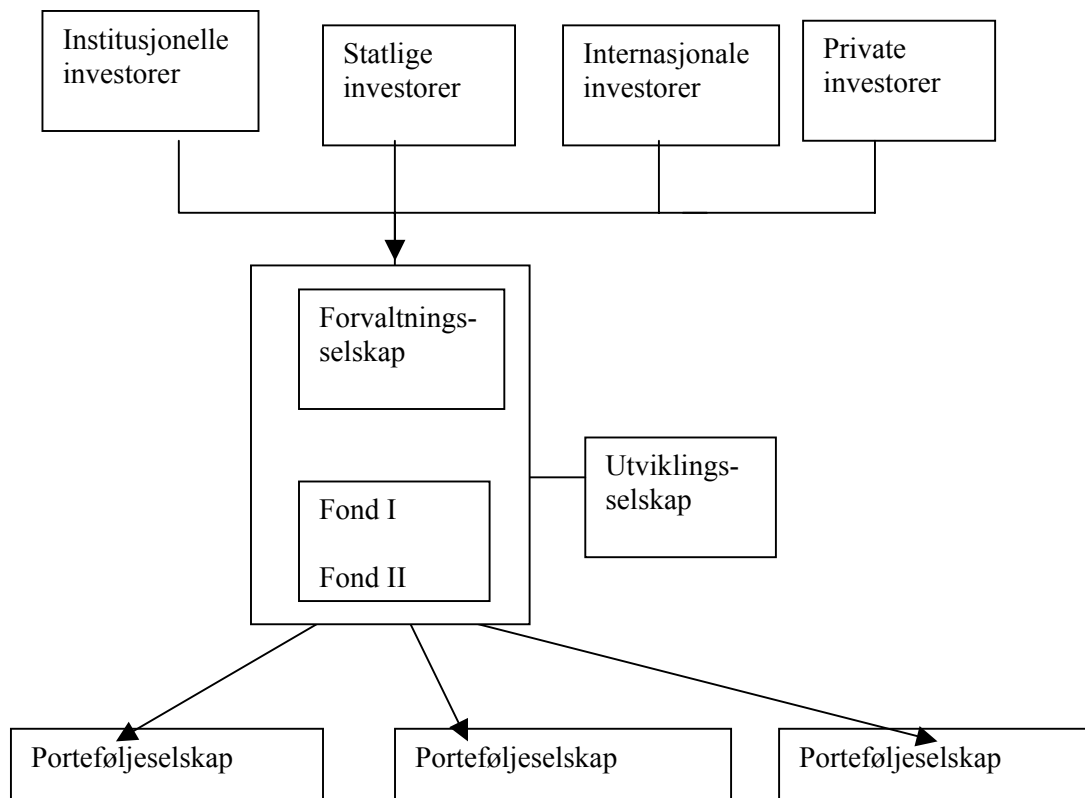 Institusjonelle
investorer
Statlige
investorer
Internasjonale
investorer
Private
investorer
Forvaltnings-
selskap
Utviklings-
selskap
Fond I
Fond II
Porteføljeselskap
Porteføljeselskap
Porteføljeselskap